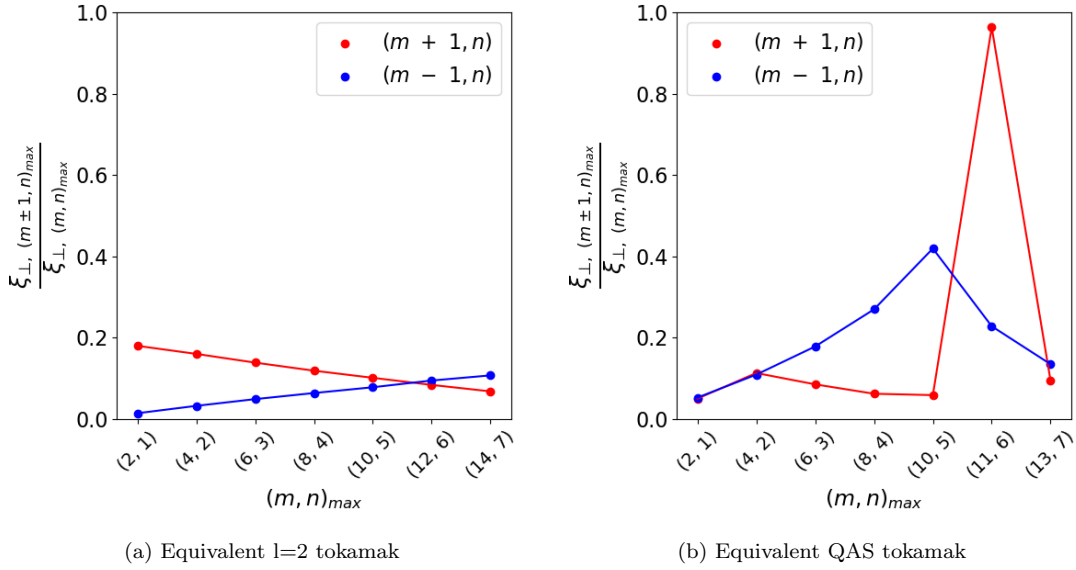 1.0
0.8
0.6
0.4
0.2
0.0
ξ⊥, (m ± 1, n)max
ξ⊥, (m, n)max
(m + 1, n)
(m − 1, n)
(2, 1)
(4, 2)
(6, 3)
(8, 4)
(10, 5)
(12, 6)
(14, 7)
(m, n)max
(a) Equivalent l=2 tokamak
1.0
0.8
0.6
0.4
0.2
0.0
ξ⊥, (m ± 1, n)max
ξ⊥, (m, n)max
(m + 1, n)
(m − 1, n)
(2, 1)
(4, 2)
(6, 3)
(8, 4)
(10, 5)
(11, 6)
(13, 7)
(m, n)max
(b) Equivalent QAS tokamak